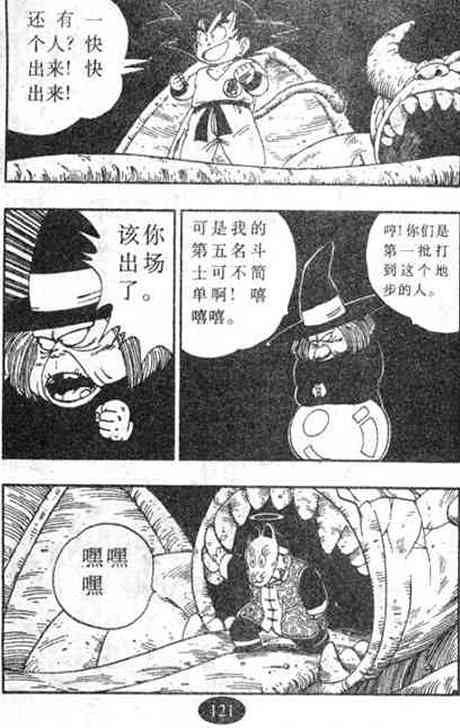 还有一
个人？快
出来！快
出来！
哼！你们是
第一批打
到这个地
步的人。
可是我的
第五名斗
士可不简
单啊！嘻
嘻嘻。
该你
出场
了。
嘿嘿
嘿
121